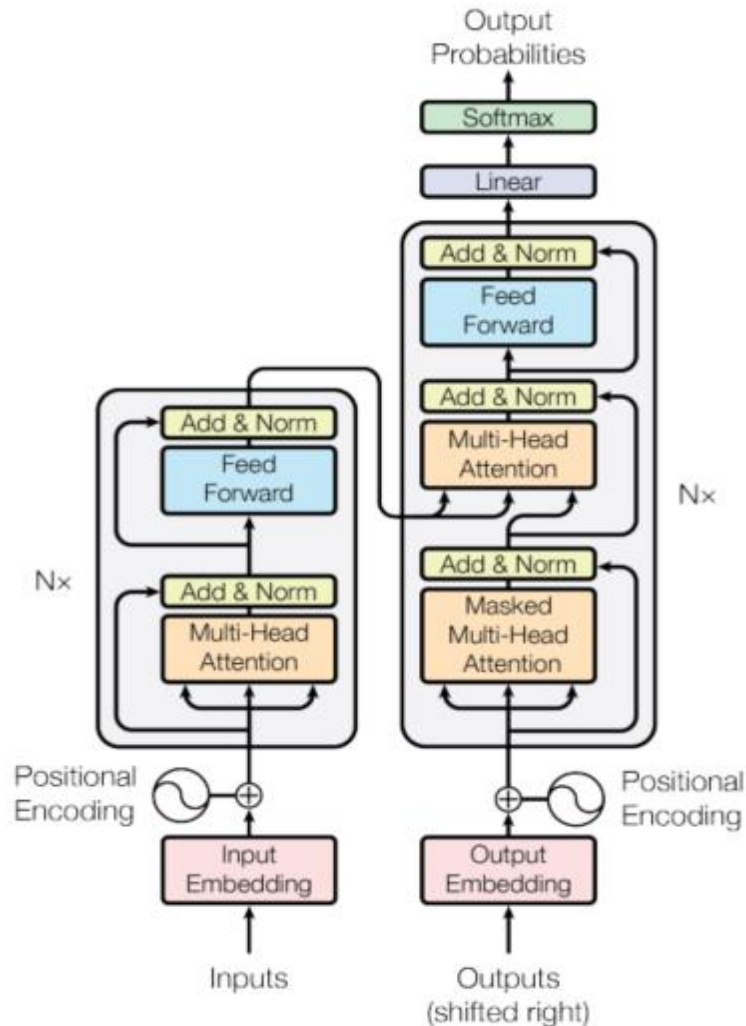 Output
Probabilities
Softmax
Linear
Add & Norm
Feed
Forward
Add & Norm
Multi-Head
Attention
Add & Norm
Masked
Multi-Head
Attention
Nx
Add & Norm
Feed
Forward
Add & Norm
Multi-Head
Attention
Nx
Positional
Encoding
Positional
Encoding
Input
Embedding
Output
Embedding
Inputs
Outputs
(shifted right)